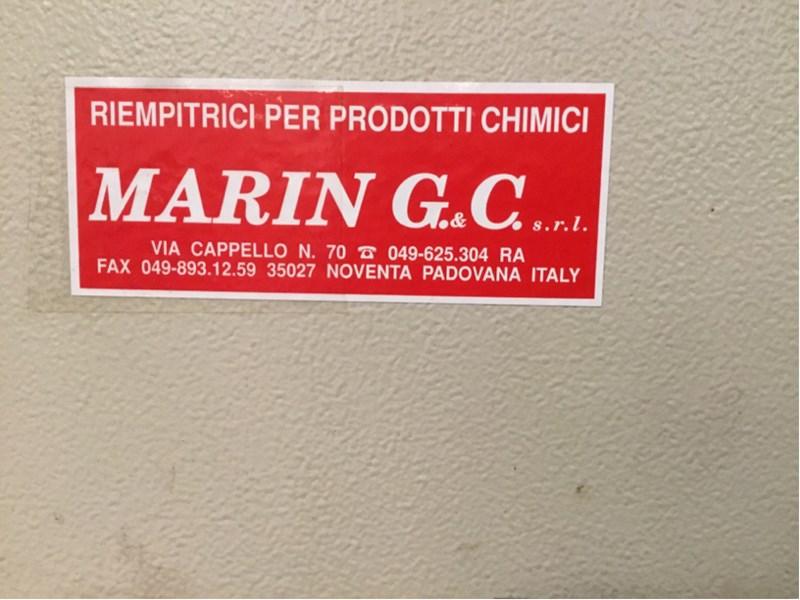 RIEMPITRICI PER PRODOTTI CHIMICI
MARIN G.&C. s.r.l.
VIA CAPPELLO N. 70 ☎ 049-625.304 RA
FAX 049-893.12.59 35027 NOVENTA PADOVANA ITALY